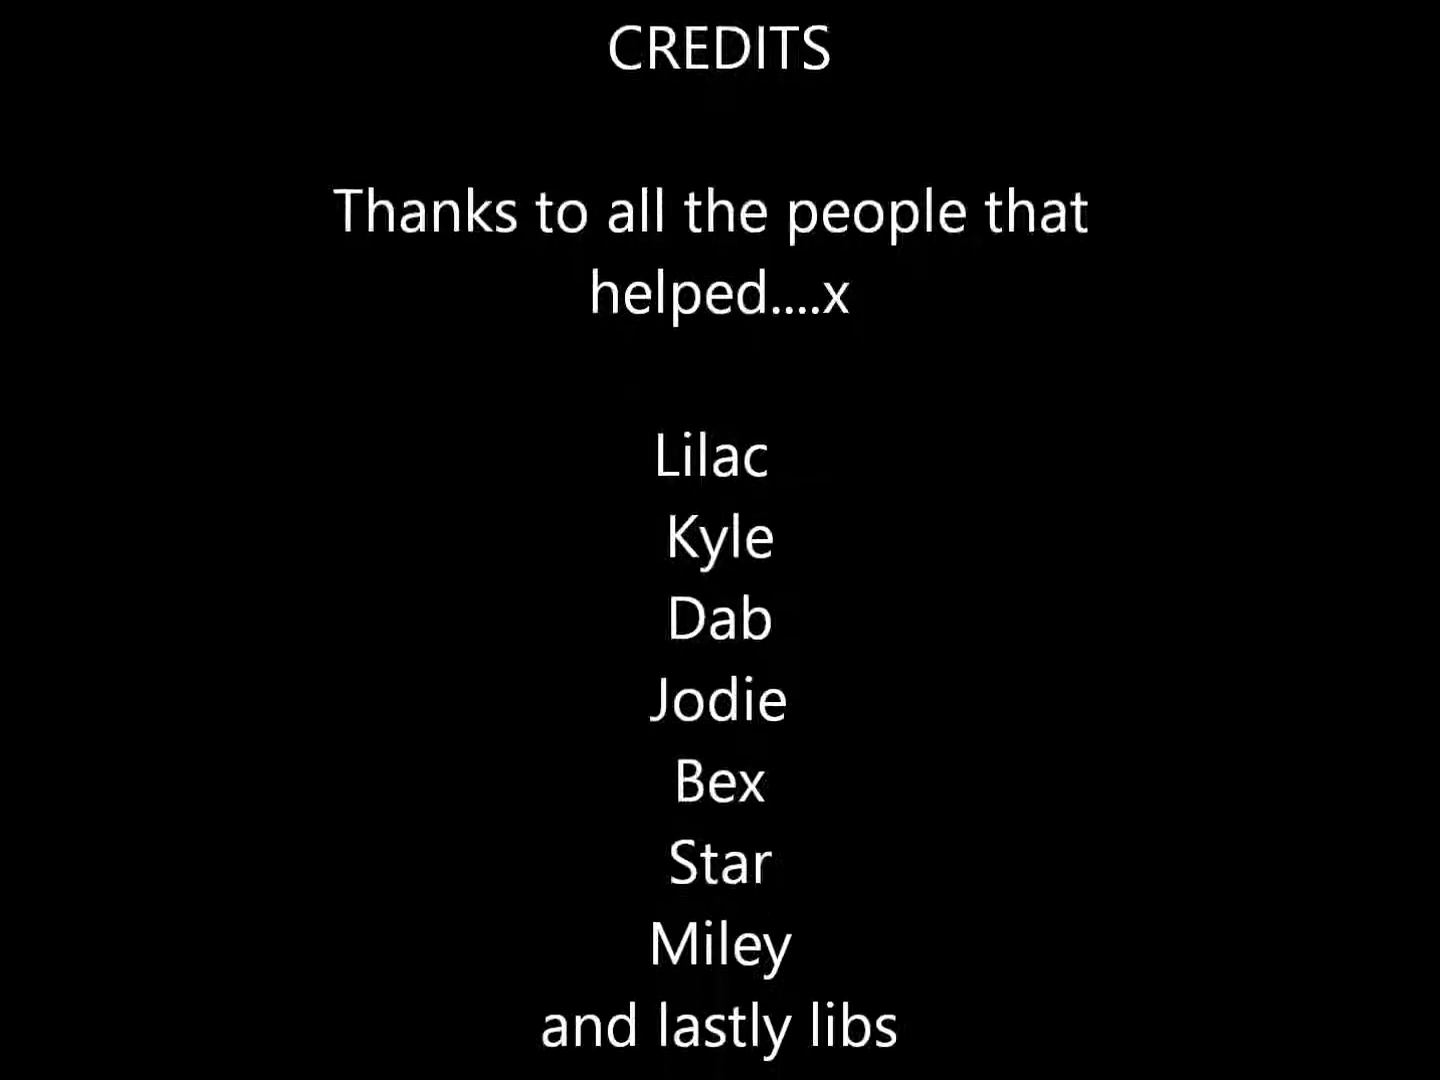 CREDITS
Thanks to all the people that
helped....x
Lilac
Kyle
Dab
Jodie
Bex
Star
Miley
and lastly libs